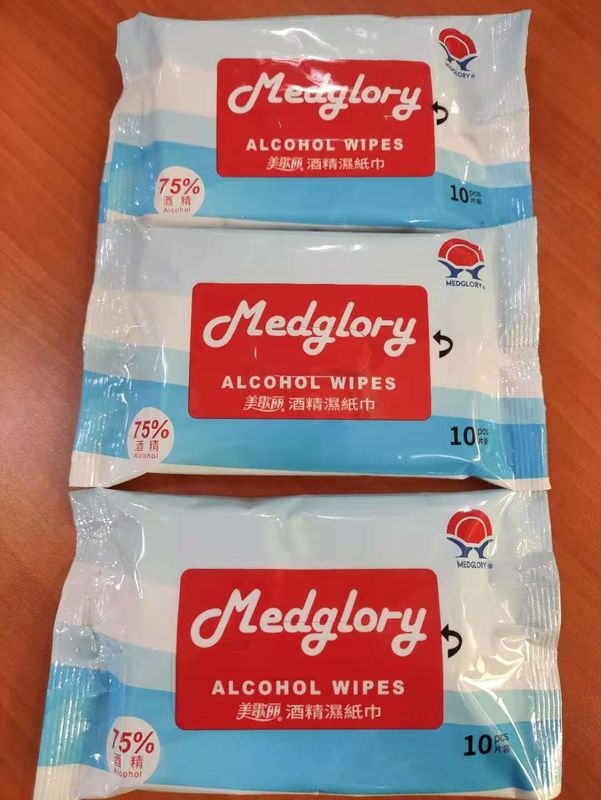 Medglory
MEDGLORY®
ALCOHOL WIPES
美歌丽® 酒精濕紙巾
75%
酒精
Alcohol
10 pcs
片装
Medglory
MEDGLORY®
ALCOHOL WIPES
美歌丽® 酒精濕紙巾
75%
酒精
Alcohol
10 pcs
片装
Medglory
MEDGLORY®
ALCOHOL WIPES
美歌丽® 酒精濕紙巾
75%
酒精
Alcohol
10 pcs
片装